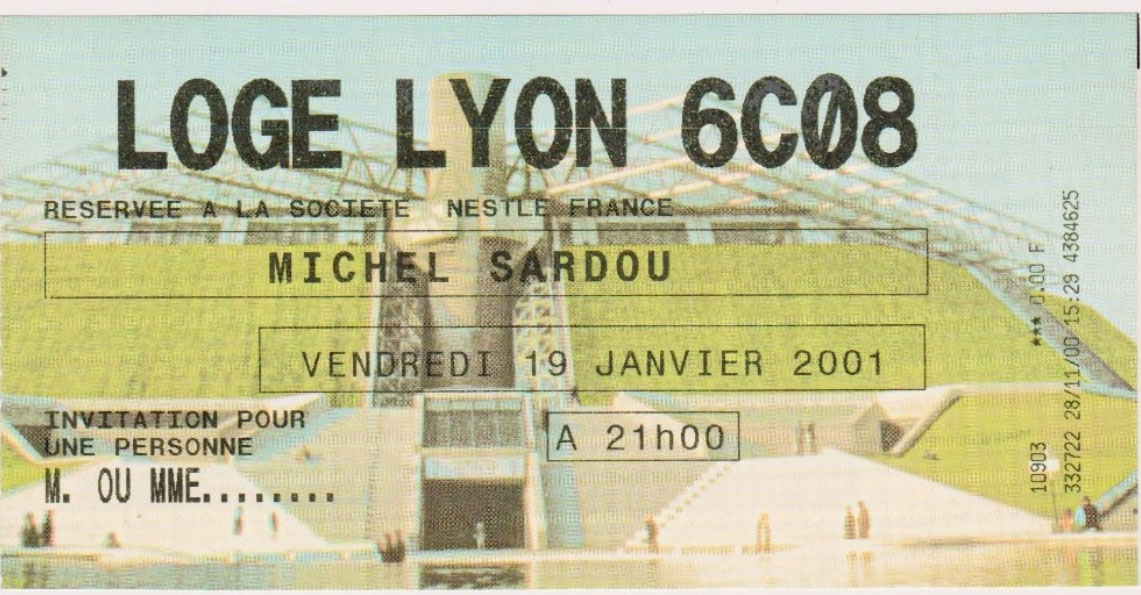 LOGE LYON 6C08
RESERVEE A LA SOCIETE NESTLE FRANCE
MICHEL SARDOU
VENDREDI 19 JANVIER 2001
INVITATION POUR
UNE PERSONNE
A 21h00
M. OU MME........
10903 *** 0.00 F
332722 28/11/00 15:29 4384625